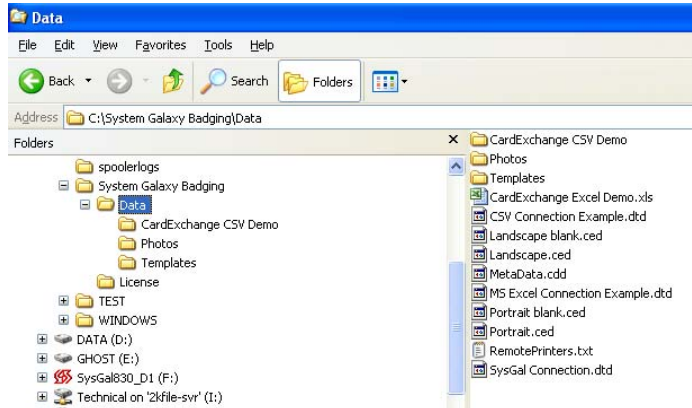 Data
File Edit View Favorites Tools Help
Back Search Folders
Address C:\System Galaxy Badging\Data
Folders
spoolerlogs
System Galaxy Badging
Data
CardExchange CSV Demo
Photos
Templates
License
TEST
WINDOWS
DATA (D:)
GHOST (E:)
SysGal830_D1 (F:)
Technical on '2kfile-svr' (I:)
CardExchange CSV Demo
Photos
Templates
CardExchange Excel Demo.xls
CSV Connection Example.dtd
Landscape blank.ced
Landscape.ced
MetaData.cdd
MS Excel Connection Example.dtd
Portrait blank.ced
Portrait.ced
RemotePrinters.txt
SysGal Connection.dtd